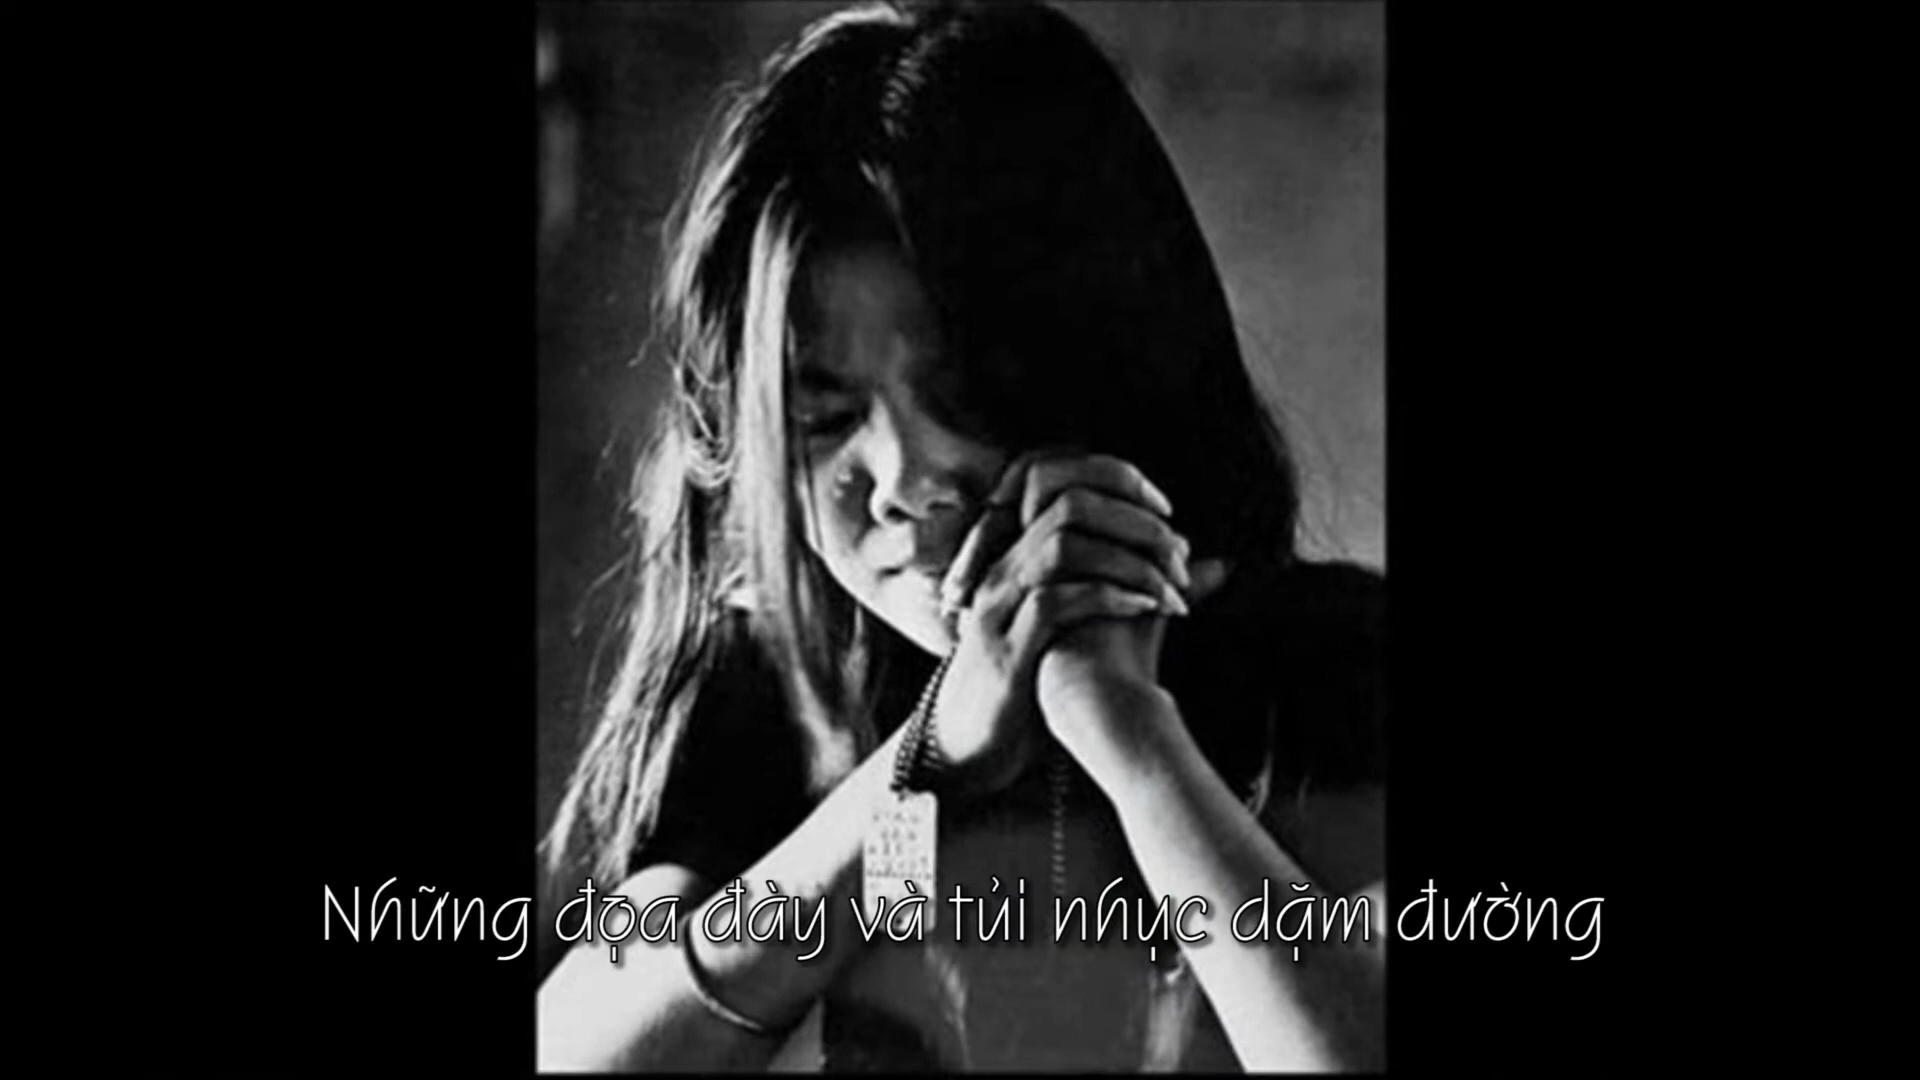 Những đọa đày và tủi nhục dặm đường